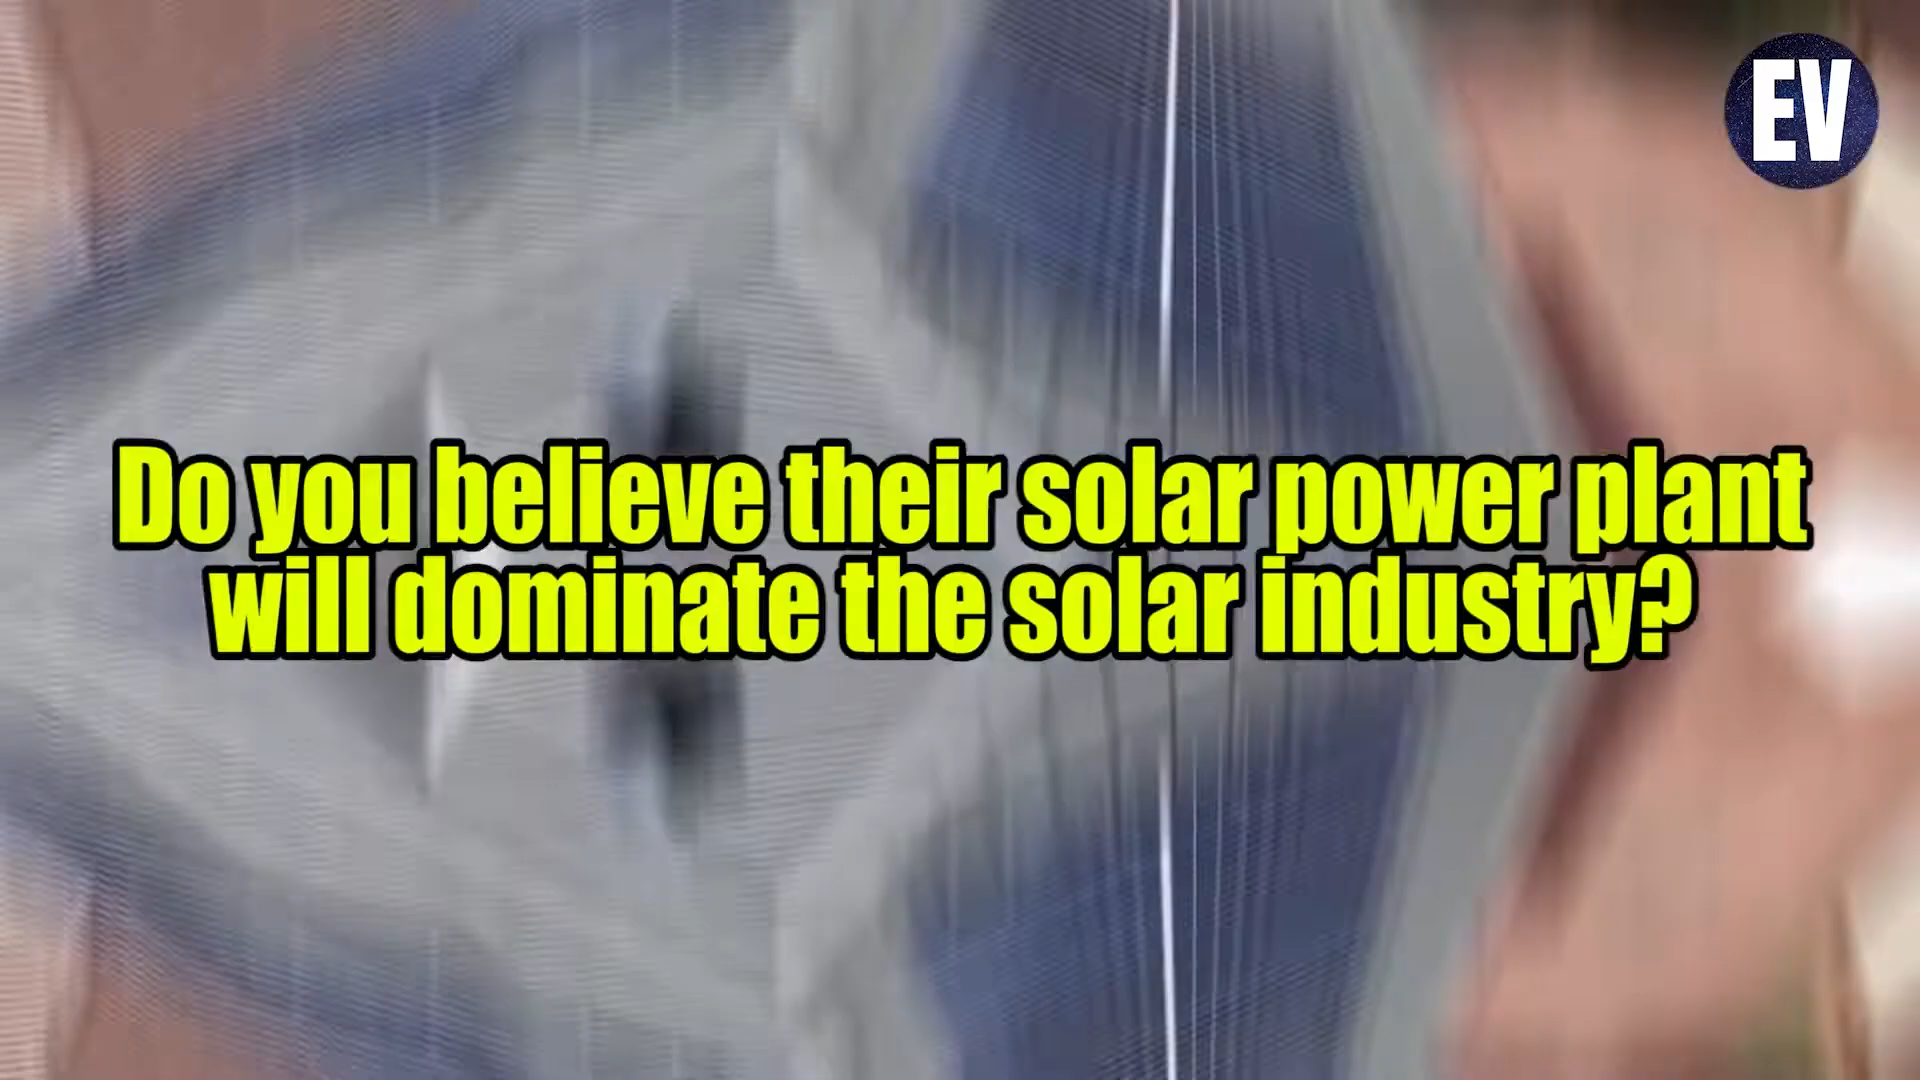 EV
Do you believe their solar power plant
will dominate the solar industry?